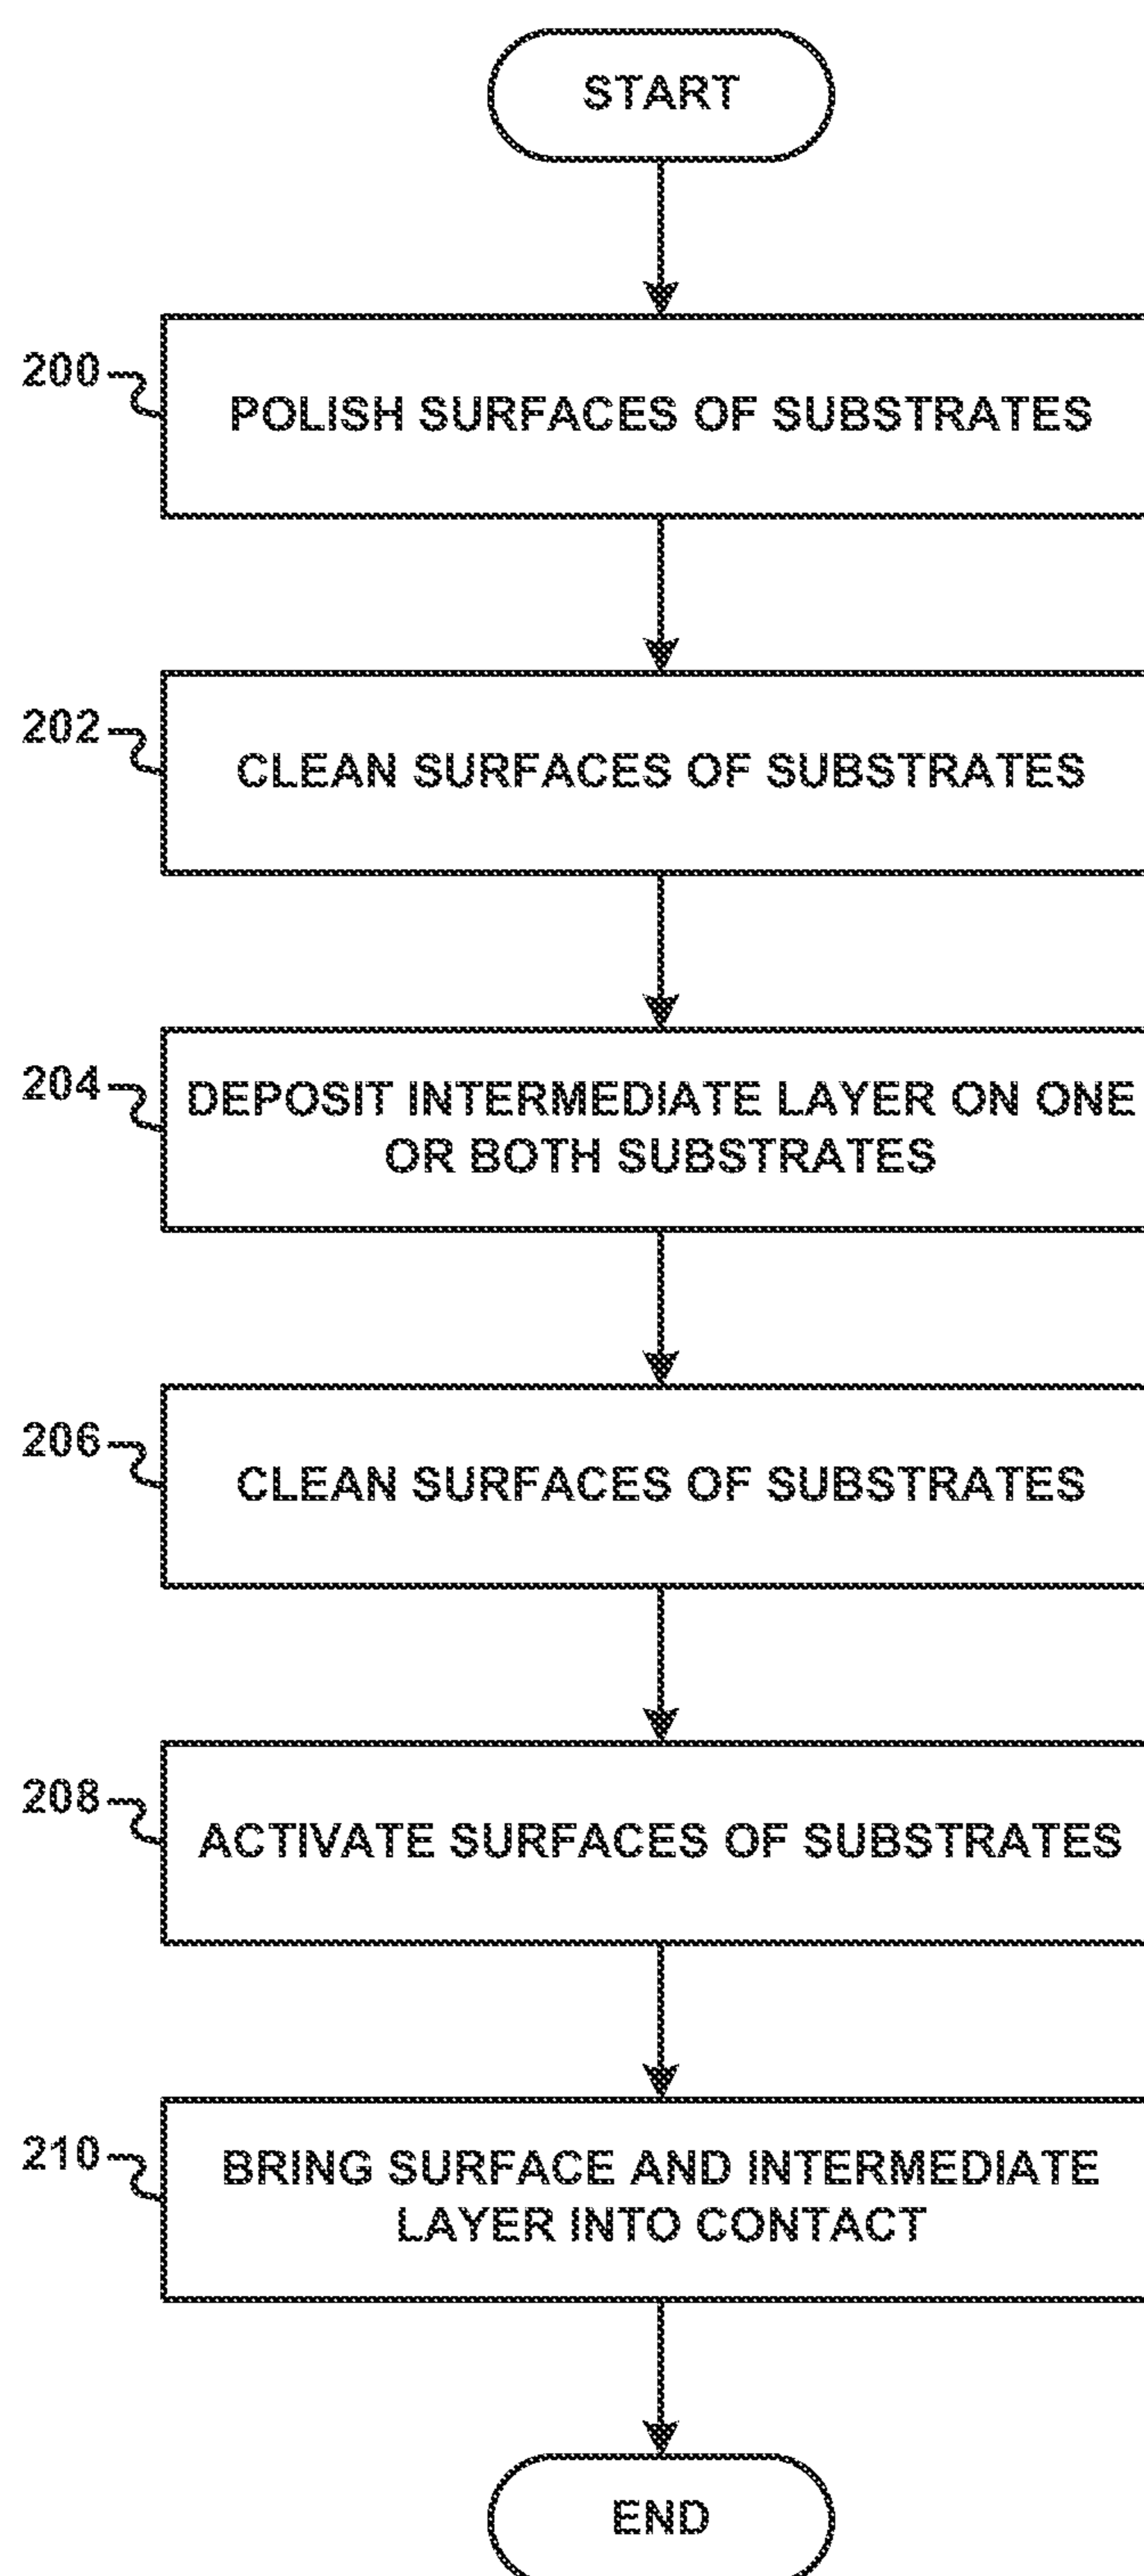 START
200
POLISH SURFACES OF SUBSTRATES
202
CLEAN SURFACES OF SUBSTRATES
204
DEPOSIT INTERMEDIATE LAYER ON ONE
OR BOTH SUBSTRATES
206
CLEAN SURFACES OF SUBSTRATES
208
ACTIVATE SURFACES OF SUBSTRATES
210
BRING SURFACE AND INTERMEDIATE
LAYER INTO CONTACT
END